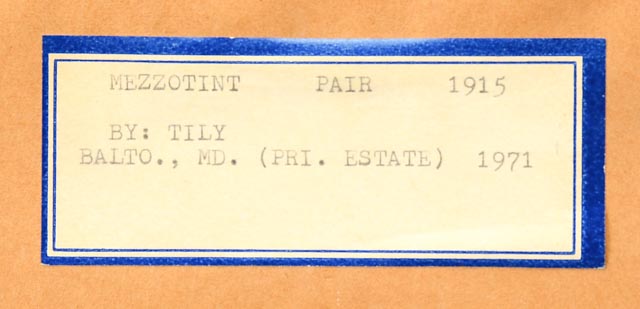 MEZZOTINT PAIR 1915
BY: TILY
BALTO., MD. (PRI. ESTATE) 1971